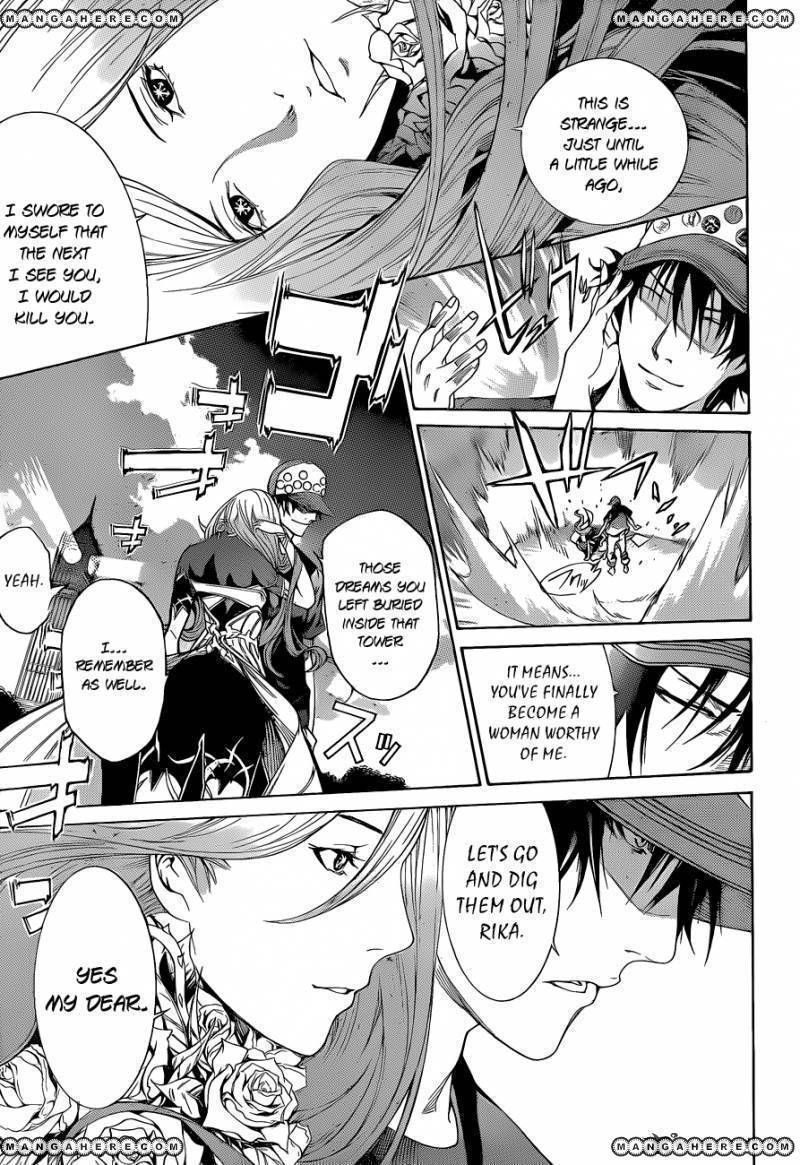 MANGAHERE.COM
MANGAHERE.COM
THIS IS
STRANGE...
JUST UNTIL
A LITTLE WHILE
AGO,
I SWORE TO
MYSELF THAT
THE NEXT
I SEE YOU,
I WOULD
KILL YOU.
IT MEANS...
YOU'VE FINALLY
BECOME A
WOMAN WORTHY
OF ME.
THOSE
DREAMS YOU
LEFT BURIED
INSIDE THAT
TOWER
...
I...
REMEMBER
AS WELL.
YEAH.
スッ
LET'S GO
AND DIG
THEM OUT,
RIKA.
YES
MY DEAR.
MANGAHERE.COM
MANGAHERE.COM